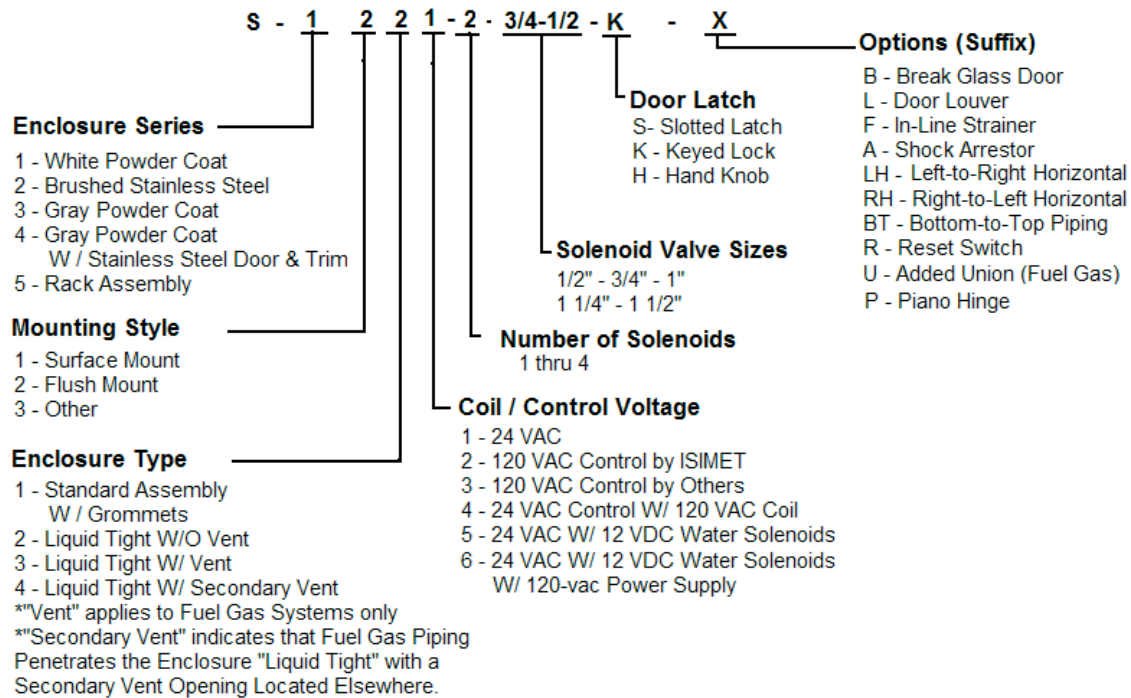 S - 1 2 2 1 - 2 - 3/4-1/2 - K - X
Options (Suffix)
B - Break Glass Door
L - Door Louver
F - In-Line Strainer
A - Shock Arrestor
LH - Left-to-Right Horizontal
RH - Right-to-Left Horizontal
BT - Bottom-to-Top Piping
R - Reset Switch
U - Added Union (Fuel Gas)
P - Piano Hinge
Door Latch
S- Slotted Latch
K - Keyed Lock
H - Hand Knob
Enclosure Series
1 - White Powder Coat
2 - Brushed Stainless Steel
3 - Gray Powder Coat
4 - Gray Powder Coat
W / Stainless Steel Door & Trim
5 - Rack Assembly
Solenoid Valve Sizes
1/2" - 3/4" - 1"
1 1/4" - 1 1/2"
Mounting Style
1 - Surface Mount
2 - Flush Mount
3 - Other
Number of Solenoids
1 thru 4
Coil / Control Voltage
1 - 24 VAC
2 - 120 VAC Control by ISIMET
3 - 120 VAC Control by Others
4 - 24 VAC Control W/ 120 VAC Coil
5 - 24 VAC W/ 12 VDC Water Solenoids
6 - 24 VAC W/ 12 VDC Water Solenoids
W/ 120-vac Power Supply
Enclosure Type
1 - Standard Assembly
W / Grommets
2 - Liquid Tight W/O Vent
3 - Liquid Tight W/ Vent
4 - Liquid Tight W/ Secondary Vent
*"Vent" applies to Fuel Gas Systems only
*"Secondary Vent" indicates that Fuel Gas Piping
Penetrates the Enclosure "Liquid Tight" with a
Secondary Vent Opening Located Elsewhere.